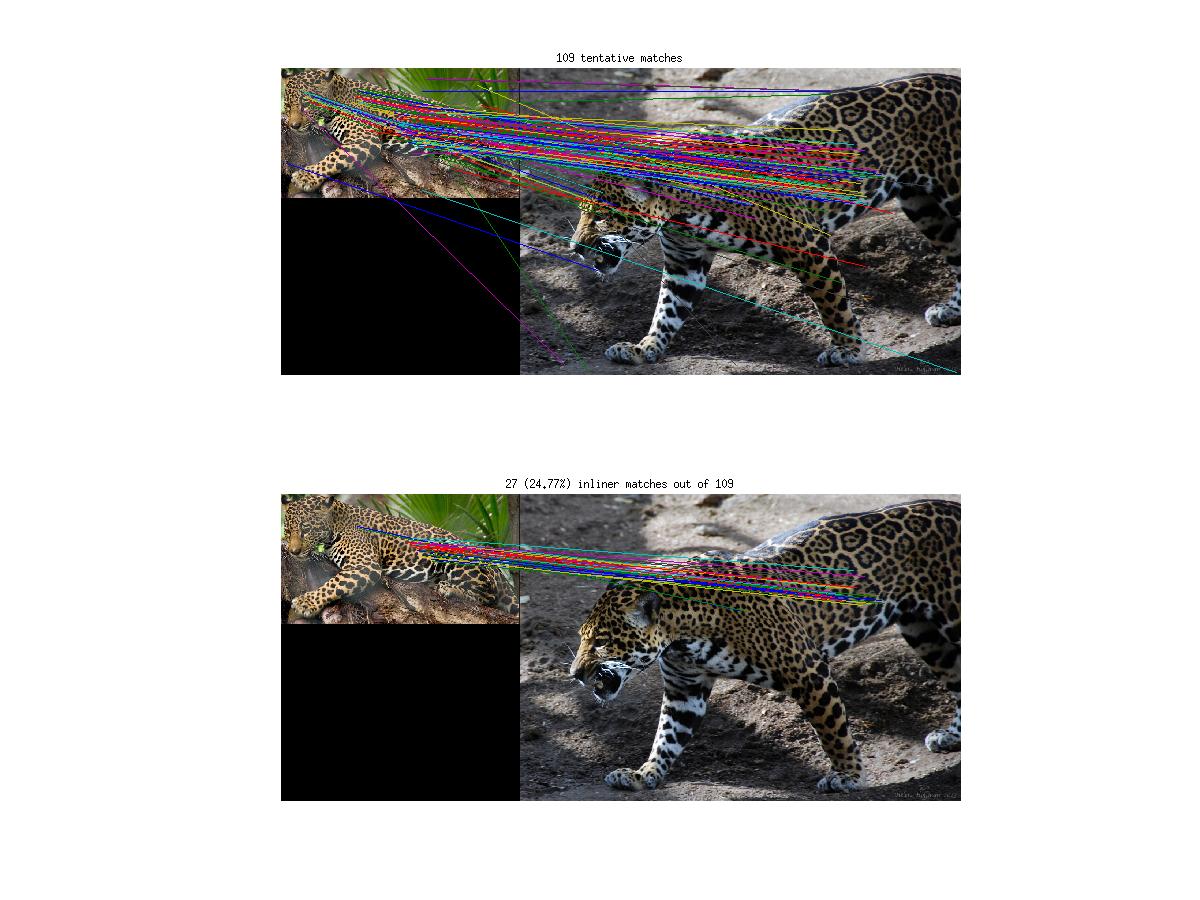 109 tentative matches
27 (24.77%) inliner matches out of 109